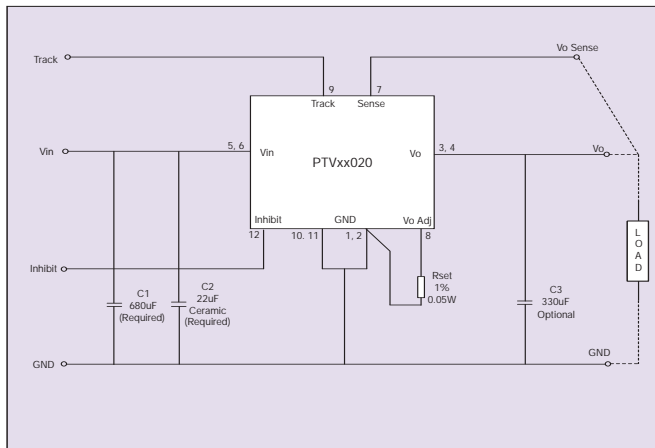 Vo Sense
Track
9
7
Track
Sense
5, 6
3, 4
Vin
Vin
Vo
Vo
PTVxx020
Inhibit
GND
Vo Adj
12
10. 11
1, 2
8
L
O
A
D
Inhibit
Rset
1%
0.05W
C1
680uF
(Required)
C2
22uF
Ceramic
(Required)
C3
330uF
Optional
GND
GND